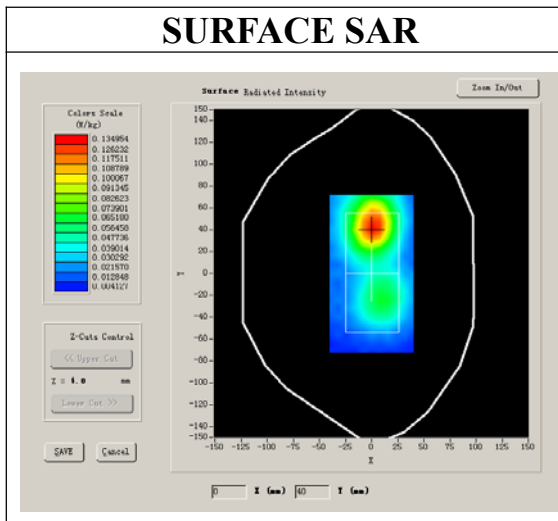 SURFACE SAR
Surface Radiated Intensity
Zoom In/Out
Colors Scale
(W/kg)
0.134954
0.126232
0.117511
0.108789
0.100067
0.091345
0.082623
0.073901
0.065180
0.056458
0.047736
0.039014
0.030292
0.021570
0.012848
0.004127
Z-Cuts Control
<< Upper Cut
Z = 4.0 mm
Lower Cut >>
SAVE
Cancel
150
140
120
100
80
60
40
20
0
-20
-40
-60
-80
-100
-120
-140
-150
Y
-150 -125 -100 -75 -50 -25 0 25 50 75 100 125 150
X
0 X (mm) 40 Y (mm)